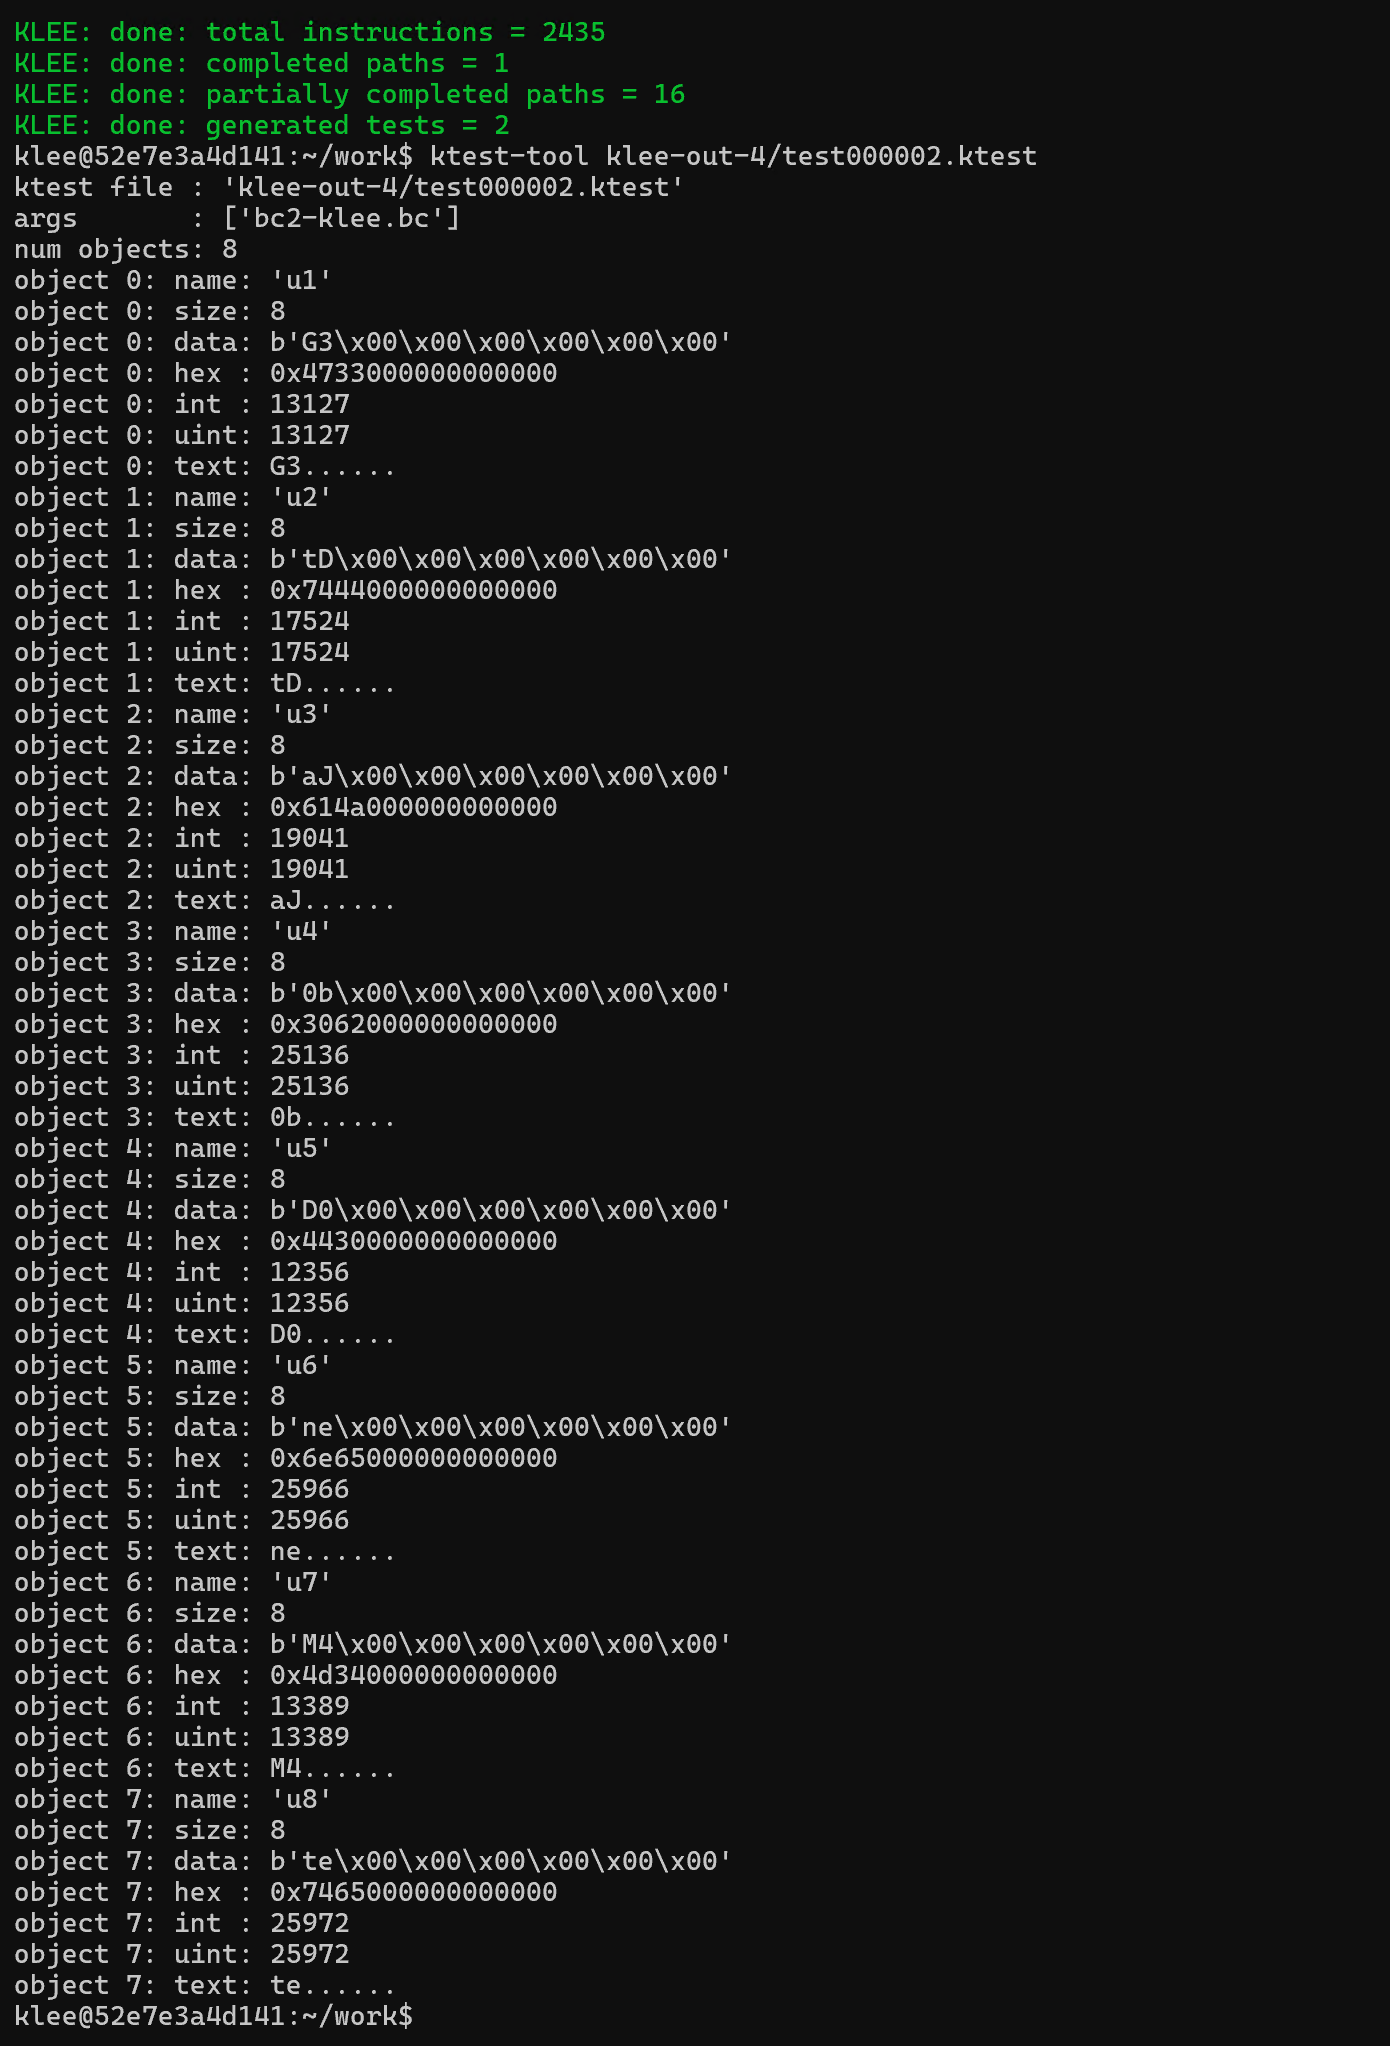 KLEE: done: total instructions = 2435
KLEE: done: completed paths = 1
KLEE: done: partially completed paths = 16
KLEE: done: generated tests = 2
klee@52e7e3a4d141:~/work$ ktest-tool klee-out-4/test000002.ktest
ktest file : 'klee-out-4/test000002.ktest'
args       : ['bc2-klee.bc']
num objects: 8
object 0: name: 'u1'
object 0: size: 8
object 0: data: b'G3\x00\x00\x00\x00\x00\x00'
object 0: hex : 0x4733000000000000
object 0: int : 13127
object 0: uint: 13127
object 0: text: G3......
object 1: name: 'u2'
object 1: size: 8
object 1: data: b'tD\x00\x00\x00\x00\x00\x00'
object 1: hex : 0x7444000000000000
object 1: int : 17524
object 1: uint: 17524
object 1: text: tD......
object 2: name: 'u3'
object 2: size: 8
object 2: data: b'aJ\x00\x00\x00\x00\x00\x00'
object 2: hex : 0x614a000000000000
object 2: int : 19041
object 2: uint: 19041
object 2: text: aJ......
object 3: name: 'u4'
object 3: size: 8
object 3: data: b'0b\x00\x00\x00\x00\x00\x00'
object 3: hex : 0x3062000000000000
object 3: int : 25136
object 3: uint: 25136
object 3: text: 0b......
object 4: name: 'u5'
object 4: size: 8
object 4: data: b'D0\x00\x00\x00\x00\x00\x00'
object 4: hex : 0x4430000000000000
object 4: int : 12356
object 4: uint: 12356
object 4: text: D0......
object 5: name: 'u6'
object 5: size: 8
object 5: data: b'ne\x00\x00\x00\x00\x00\x00'
object 5: hex : 0x6e65000000000000
object 5: int : 25966
object 5: uint: 25966
object 5: text: ne......
object 6: name: 'u7'
object 6: size: 8
object 6: data: b'M4\x00\x00\x00\x00\x00\x00'
object 6: hex : 0x4d34000000000000
object 6: int : 13389
object 6: uint: 13389
object 6: text: M4......
object 7: name: 'u8'
object 7: size: 8
object 7: data: b'te\x00\x00\x00\x00\x00\x00'
object 7: hex : 0x7465000000000000
object 7: int : 25972
object 7: uint: 25972
object 7: text: te......
klee@52e7e3a4d141:~/work$